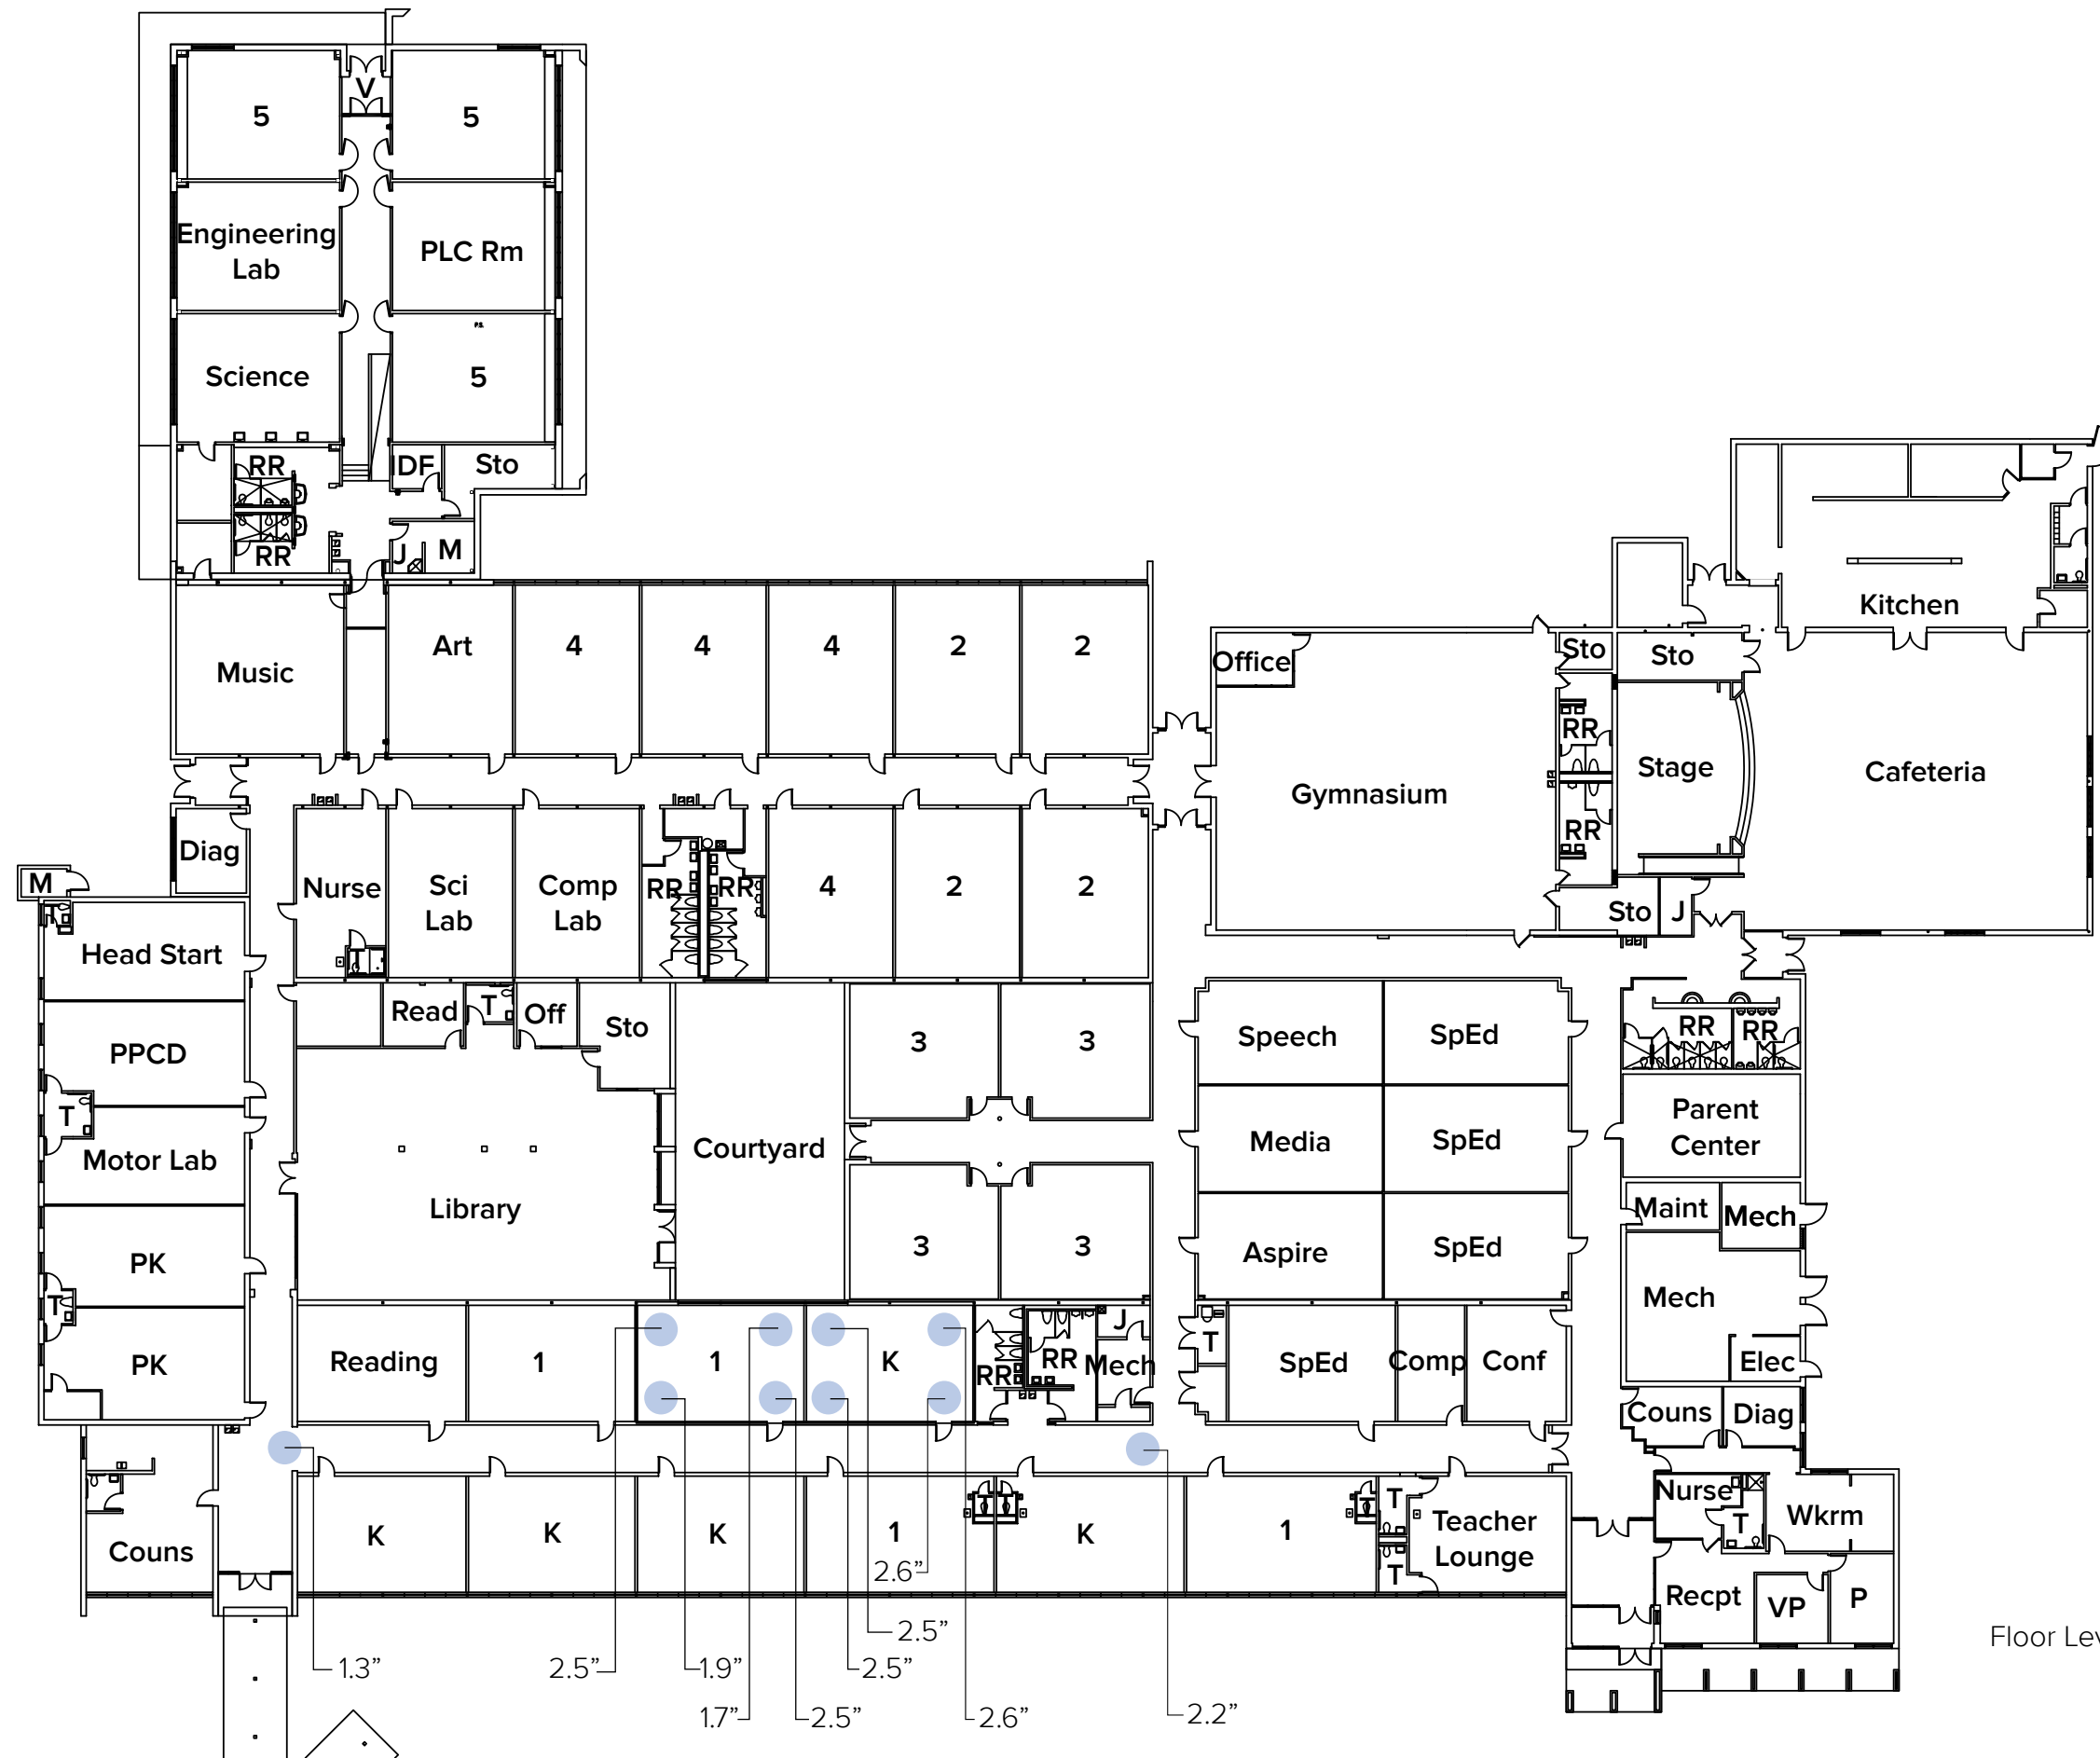 V
5
5
Engineering
Lab
PLC Rm
Science
5
RR
IDF
Sto
RR
J
M
Music
Art
4
4
4
2
2
Kitchen
Office
Sto
Sto
RR
Stage
Cafeteria
Gymnasium
RR
Diag
M
Nurse
Sci
Lab
Comp
Lab
RR
RR
4
2
2
Sto
J
Head Start
Read
T
Off
Sto
3
3
Speech
SpEd
RR
RR
PPCD
T
Motor Lab
Courtyard
Media
SpEd
Parent
Center
Library
Maint
Mech
PK
3
3
Aspire
SpEd
T
Mech
PK
Reading
1
1
K
RR
RR
J
Mech
T
SpEd
Comp
Conf
Elec
Couns
Diag
Couns
K
K
K
1
T
T
K
1
T
T
T
Teacher
Lounge
Nurse
T
Wkrm
Recpt
VP
P
2.6”
2.5”
1.3”
2.5”
1.9”
2.5”
1.7”
2.5”
2.6”
2.2”
Floor Lev